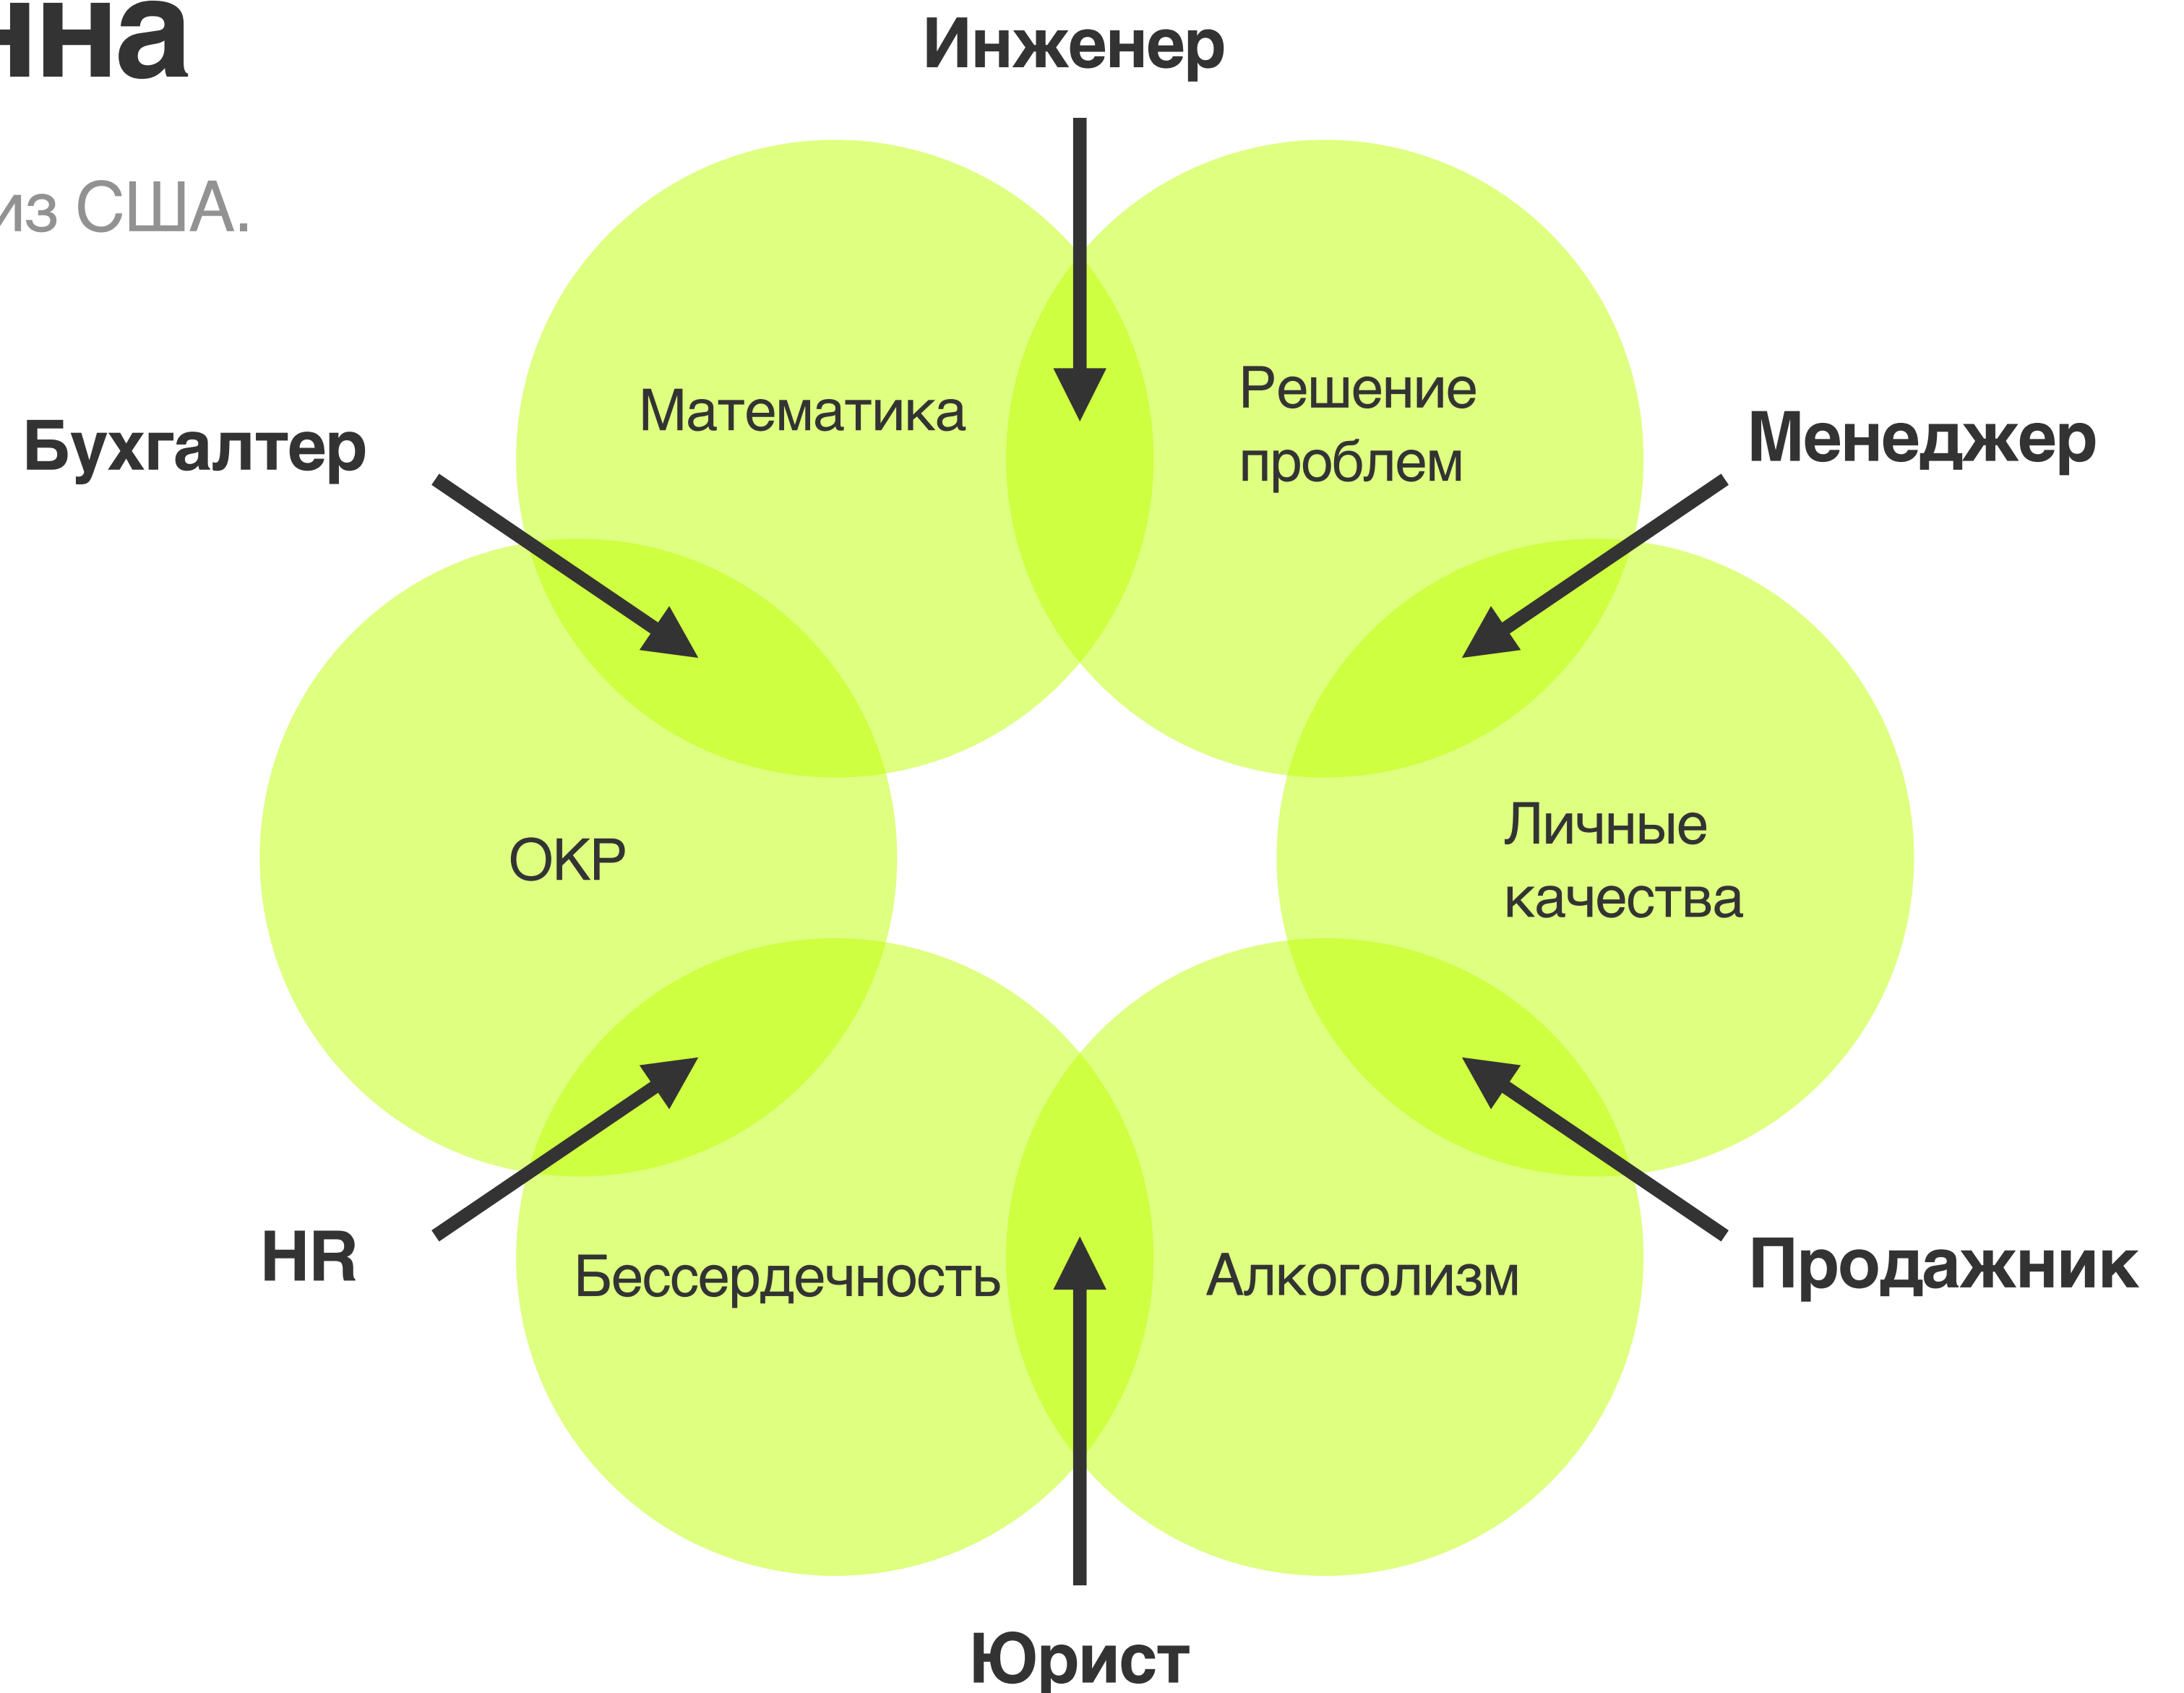 нна
Инженер
из США.
Математика
Решение
проблем
Бухгалтер
Менеджер
Личные
качества
ОКР
HR
Бессердечность
Алкоголизм
Продажник
Юрист